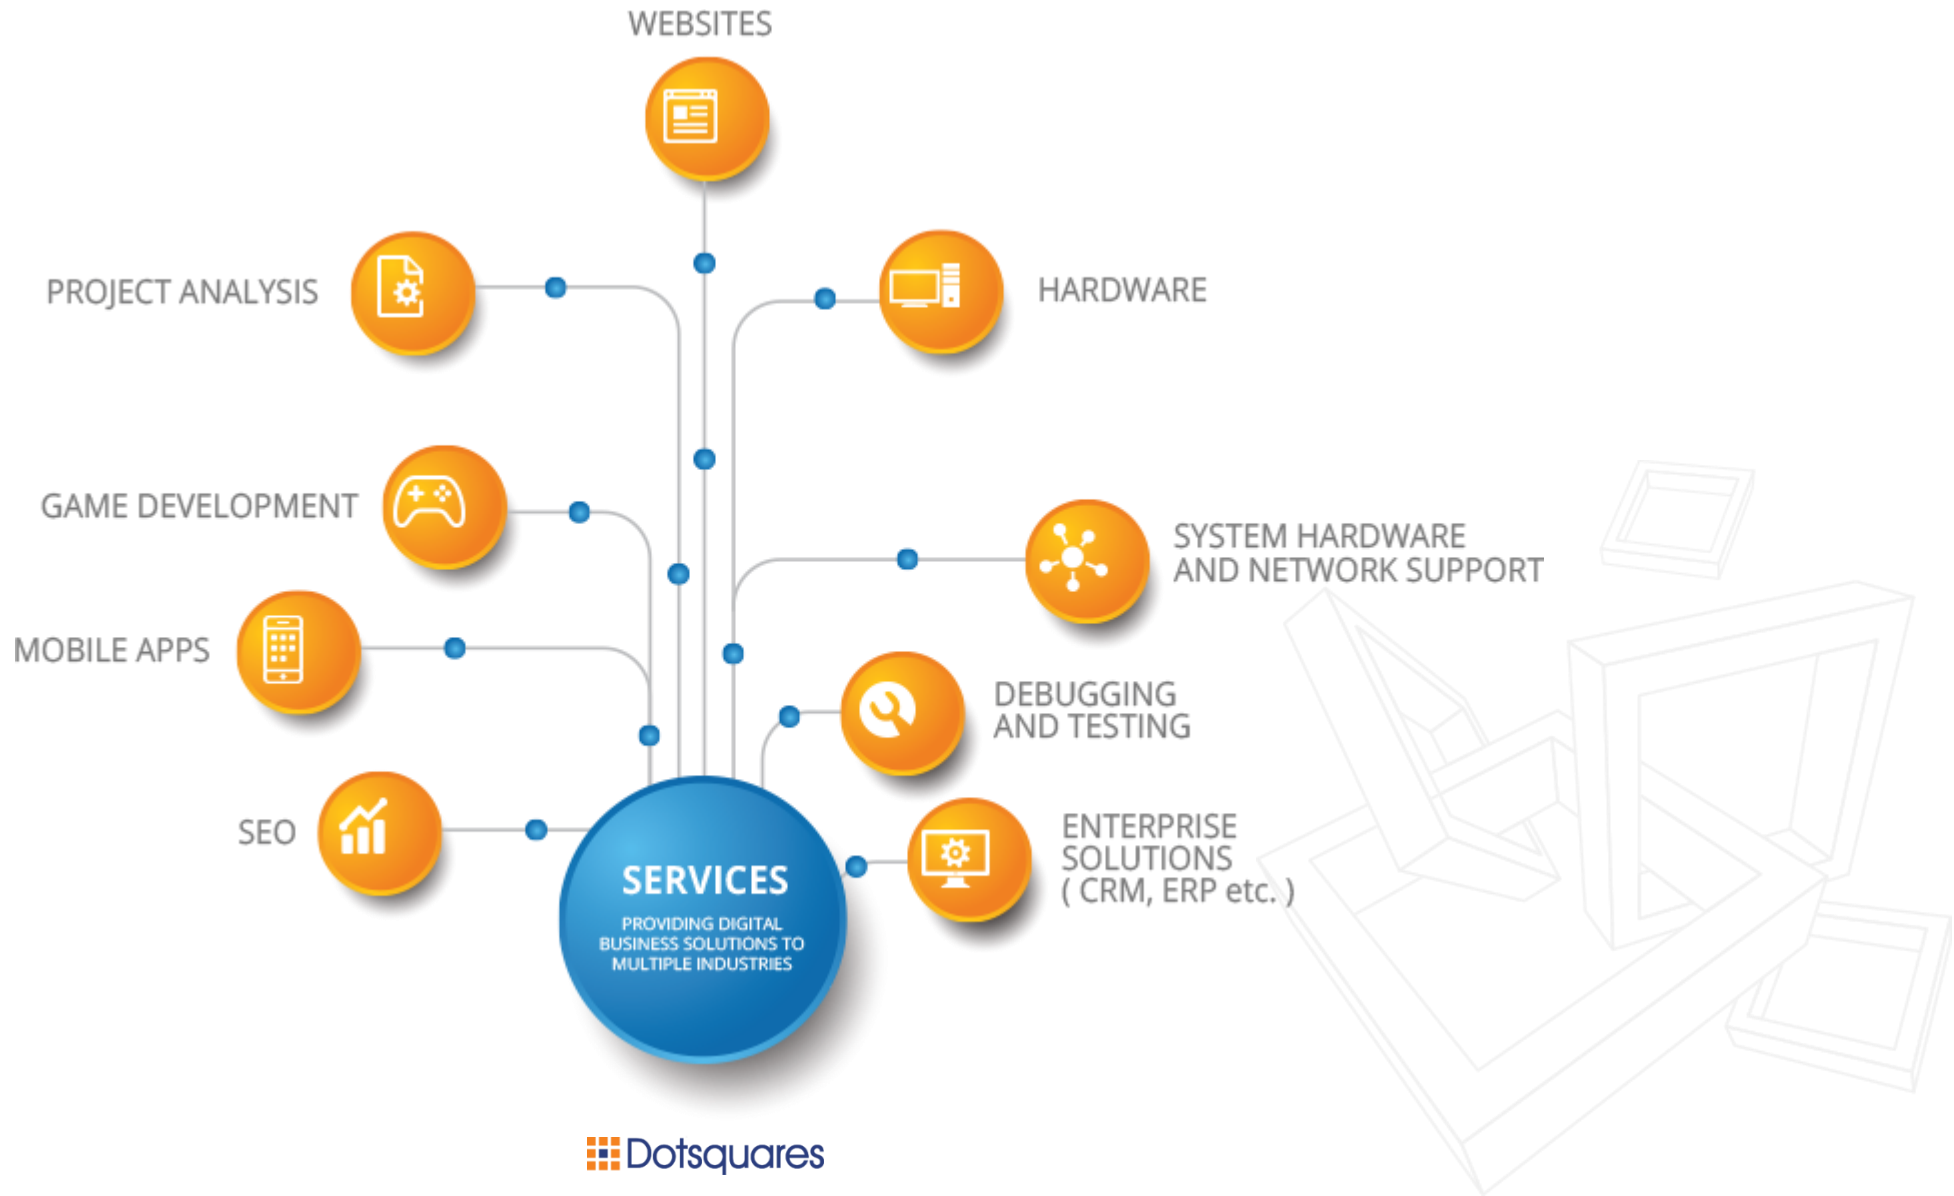 WEBSITES
PROJECT ANALYSIS
HARDWARE
GAME DEVELOPMENT
SYSTEM HARDWARE
AND NETWORK SUPPORT
MOBILE APPS
DEBUGGING
AND TESTING
SEO
ENTERPRISE
SOLUTIONS
( CRM, ERP etc. )
SERVICES
PROVIDING DIGITAL
BUSINESS SOLUTIONS TO
MULTIPLE INDUSTRIES
Dotsquares